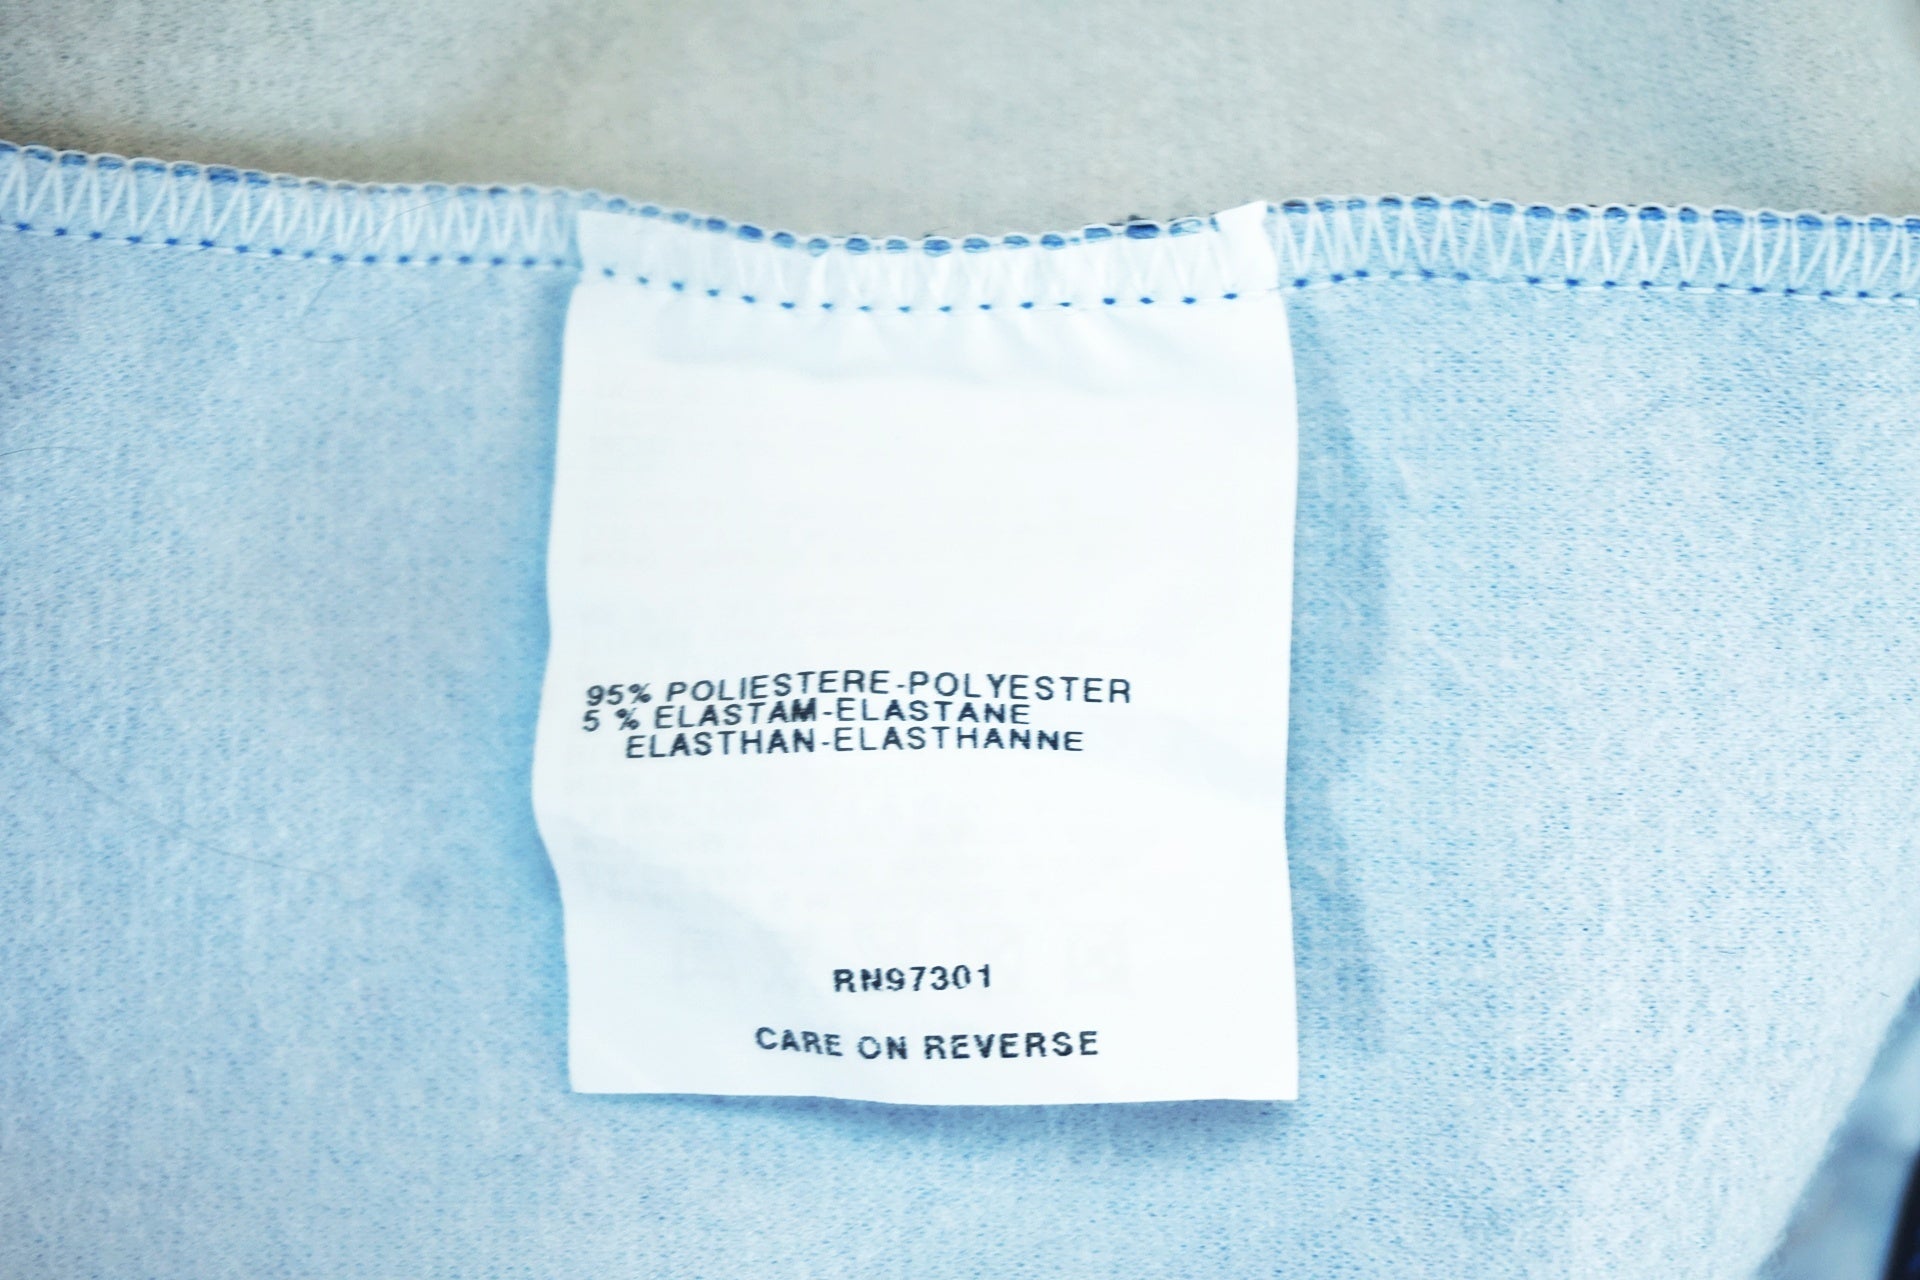 95% POLIESTERE-POLYESTER
5 % ELASTAM-ELASTANE
ELASTHAN-ELASTHANNE
RN97301
CARE ON REVERSE